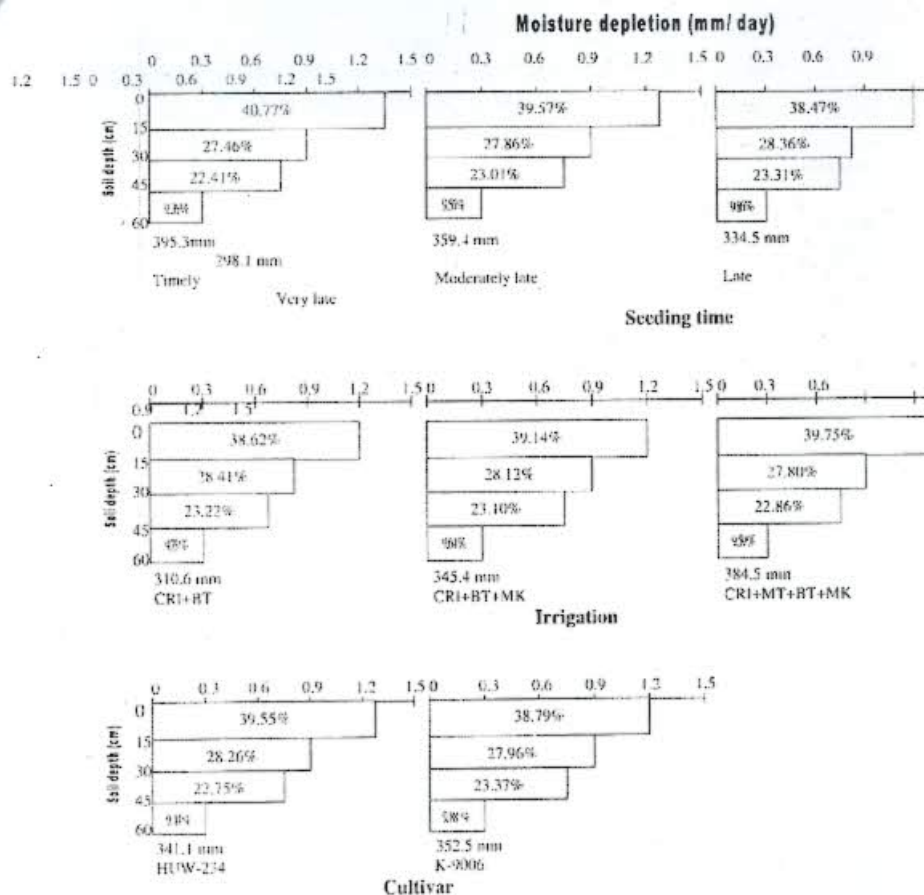 Moisture depletion (mm/ day)
0 0.3 0.6 0.9 1.2 1.5 0 0.3 0.6 0.9 1.2 1.5 0 0.3 0.6 0.9
1.2 1.5 0 0.3 0.6 0.9 1.2 1.5
Soil depth (cm)
0
15
30
45
60
40.77%
27.46%
22.41%
395.3mm
298.1 mm
Timely
Very late
39.57%
27.86%
23.01%
359.4 mm
Moderately late
38.47%
28.36%
23.31%
334.5 mm
Late
Seeding time
0 0.3 0.6 0.9 1.2 1.5 0 0.3 0.6 0.9 1.2 1.5 0 0.3 0.6
0.9 1.2 1.5
Soil depth (cm)
0
15
30
45
60
38.62%
38.41%
23.22%
310.6 mm
CRI+BT
39.14%
28.12%
23.10%
345.4 mm
CRI+BT+MK
39.75%
27.80%
22.86%
384.5 mm
CRI+MT+BT+MK
Irrigation
0 0.3 0.6 0.9 1.2 1.5 0 0.3 0.6 0.9 1.2 1.5
Soil depth (cm)
0
15
30
45
60
39.55%
28.26%
22.75%
341.1 mm
HUW-234
38.79%
27.96%
23.37%
352.5 mm
K-9006
Cultivar